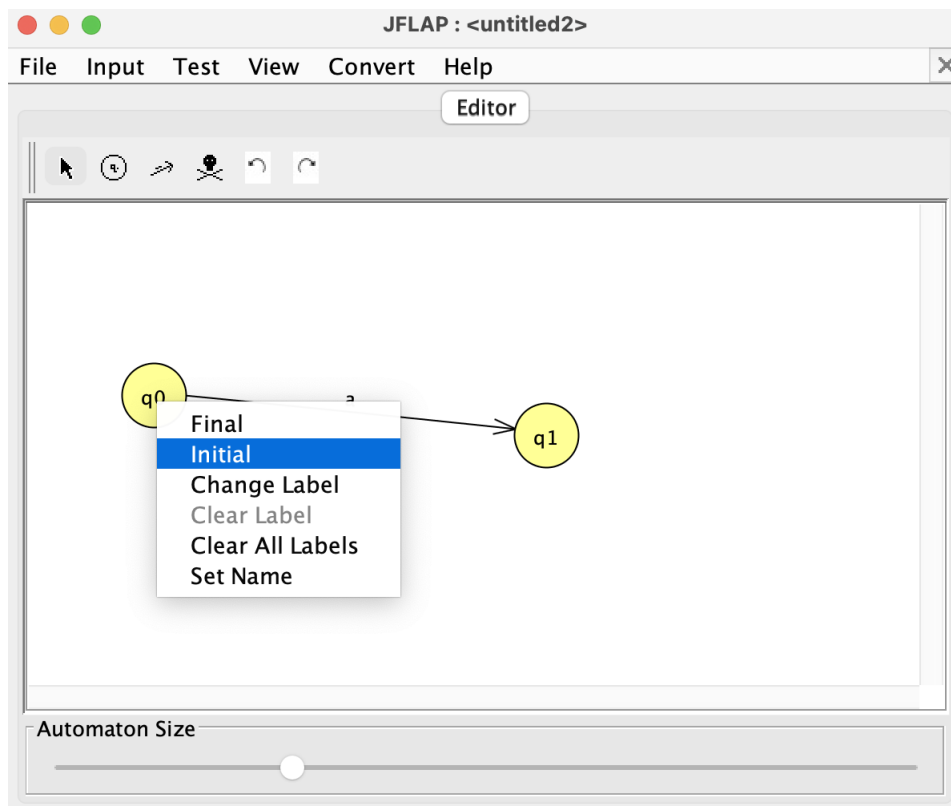 JFLAP : <untitled2>
File Input Test View Convert Help
Editor
q0
a
q1
Final
Initial
Change Label
Clear Label
Clear All Labels
Set Name
Automaton Size